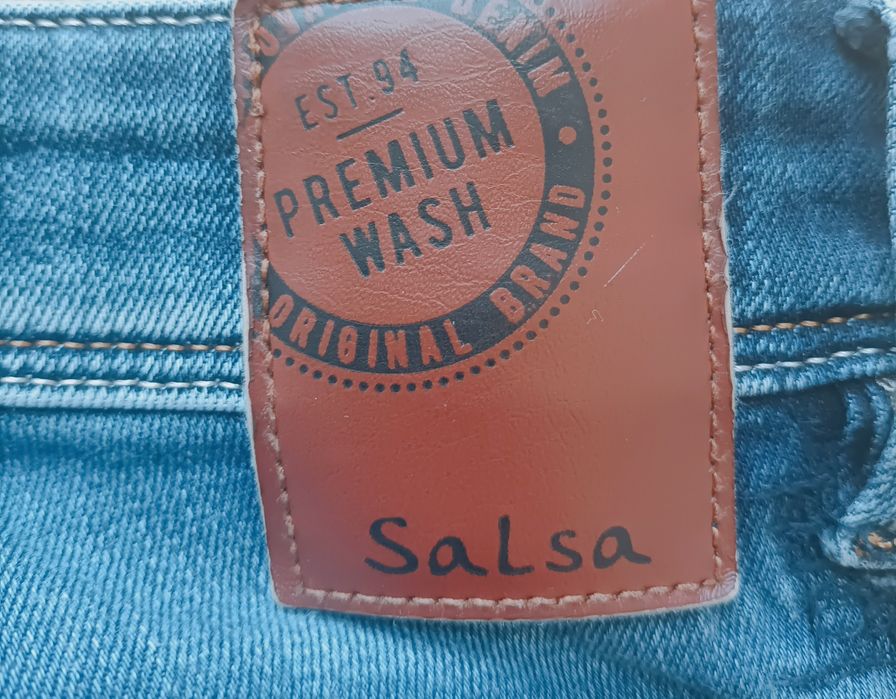 EST. 94
PREMIUM
WASH
ORIGINAL BRAND
Salsa